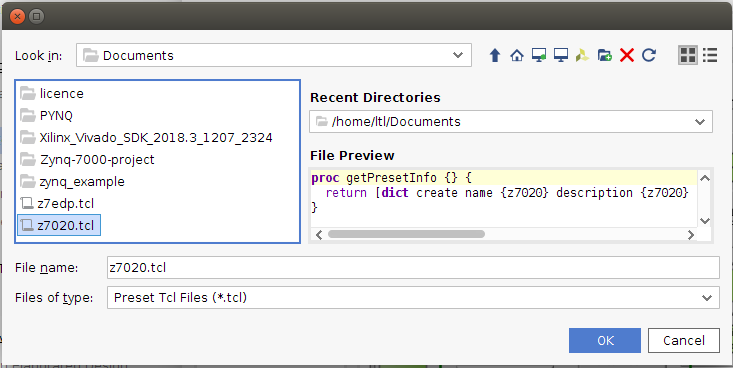 Look in:
Documents
licence
PYNQ
Xilinx_Vivado_SDK_2018.3_1207_2324
Zynq-7000-project
zynq_example
z7edp.tcl
z7020.tcl
Recent Directories
/home/ltl/Documents
File Preview
proc getPresetInfo {} {
return [dict create name {z7020} description {z7020}
}
File name:
z7020.tcl
Files of type:
Preset Tcl Files (*.tcl)
OK
Cancel